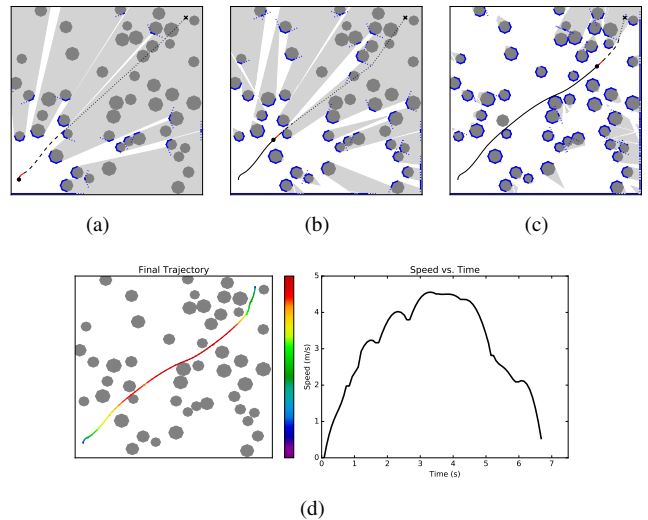 (a)
(b)
(c)
Final Trajectory
Speed vs. Time
5
4
3
2
1
0
Speed (m/s)
0 1 2 3 4 5 6 7
Time (s)
(d)